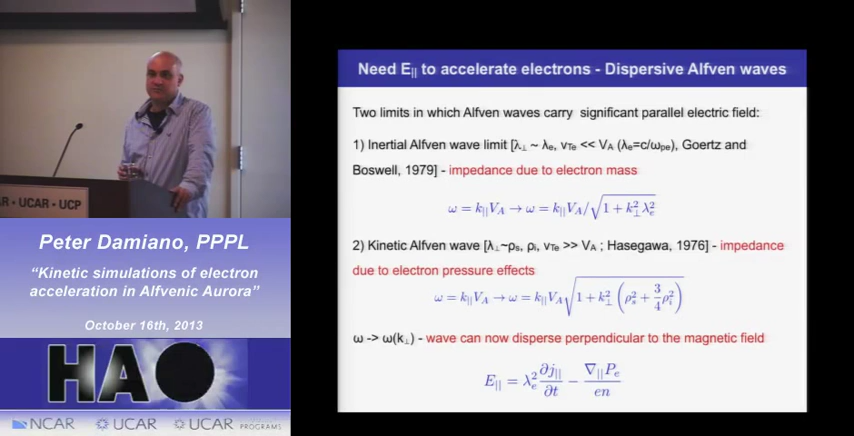 R - UCAR - UCP
Peter Damiano, PPPL
“Kinetic simulations of electron
acceleration in Alfvenic Aurora”
October 16th, 2013
HAO
NCAR UCAR UCAR PROGRAMS
Need E|| to accelerate electrons - Dispersive Alfven waves
Two limits in which Alfven waves carry significant parallel electric field:
1) Inertial Alfven wave limit [λ⊥ ~ λe, vTe << VA (λe=c/ωpe), Goertz and
Boswell, 1979] - impedance due to electron mass
ω = k||VA → ω = k||VA/√(1 + k⊥²λe²)
2) Kinetic Alfven wave [λ⊥~ρs, ρi, vTe >> VA ; Hasegawa, 1976] - impedance
due to electron pressure effects
ω = k||VA → ω = k||VA√(1 + k⊥²(ρs² + 3/4 ρi²))
ω -> ω(k⊥) - wave can now disperse perpendicular to the magnetic field
E|| = λe² ∂j||/∂t − ∇||Pe/en